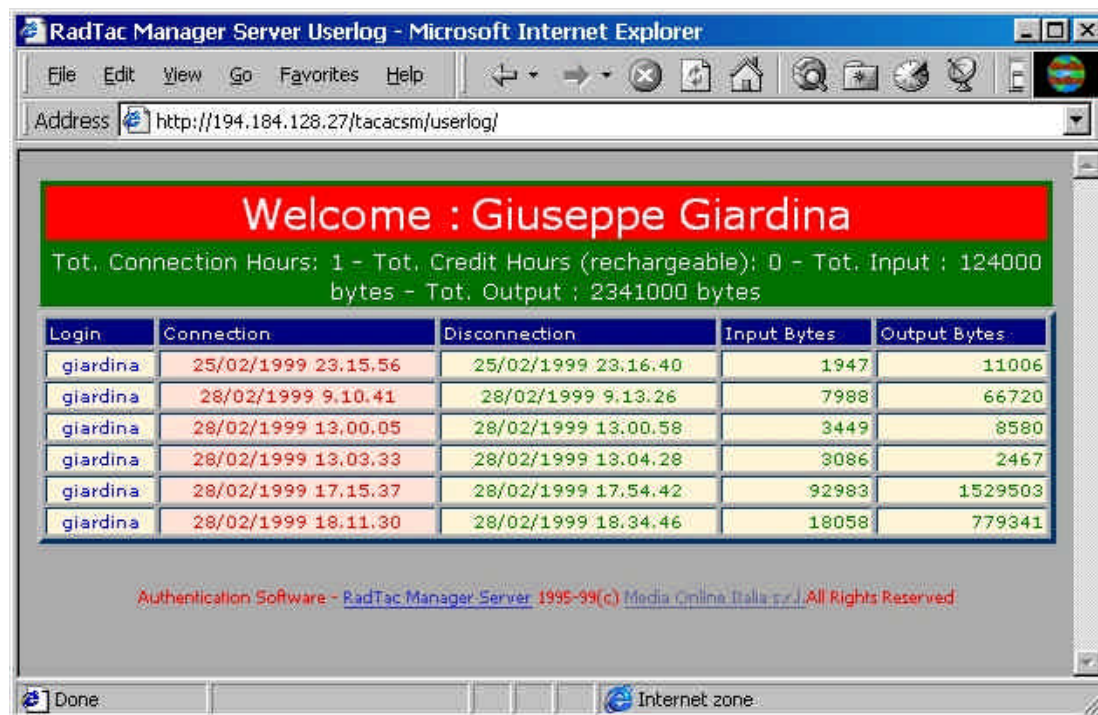 RadTac Manager Server Userlog - Microsoft Internet Explorer
File Edit View Go Favorites Help
Address http://194.184.128.27/tacacsm/userlog/
Welcome : Giuseppe Giardina
Tot. Connection Hours: 1 - Tot. Credit Hours (rechargeable): 0 - Tot. Input : 124000
bytes - Tot. Output : 2341000 bytes
Login Connection Disconnection Input Bytes Output Bytes
giardina 25/02/1999 23.15.56 25/02/1999 23.16.40 1947 11006
giardina 28/02/1999 9.10.41 28/02/1999 9.13.26 7988 66720
giardina 28/02/1999 13.00.05 28/02/1999 13.00.58 3449 8580
giardina 28/02/1999 13.03.33 28/02/1999 13.04.28 3086 2467
giardina 28/02/1999 17.15.37 28/02/1999 17.54.42 92983 1529503
giardina 28/02/1999 18.11.30 28/02/1999 18.34.46 18058 779341
Authentication Software - RadTac Manager Server 1995-99(c) Media Online Italia s.r.l. All Rights Reserved
Done Internet zone